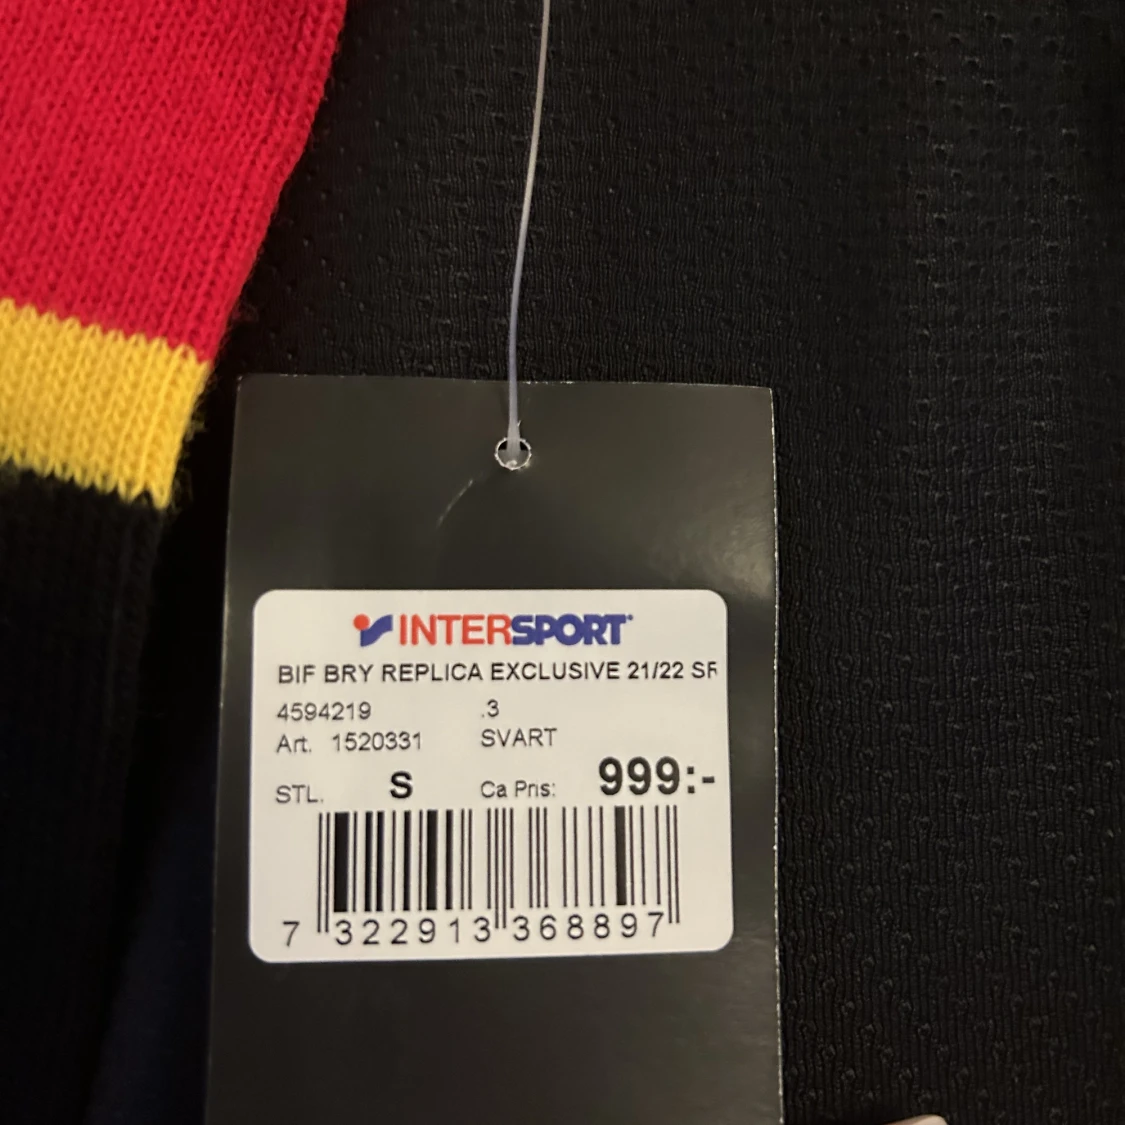 INTERSPORT
BIF BRY REPLICA EXCLUSIVE 21/22
4594219 .3
Art. 1520331 SVART
STL. S Ca Pris: 999:-
7 322913 368897